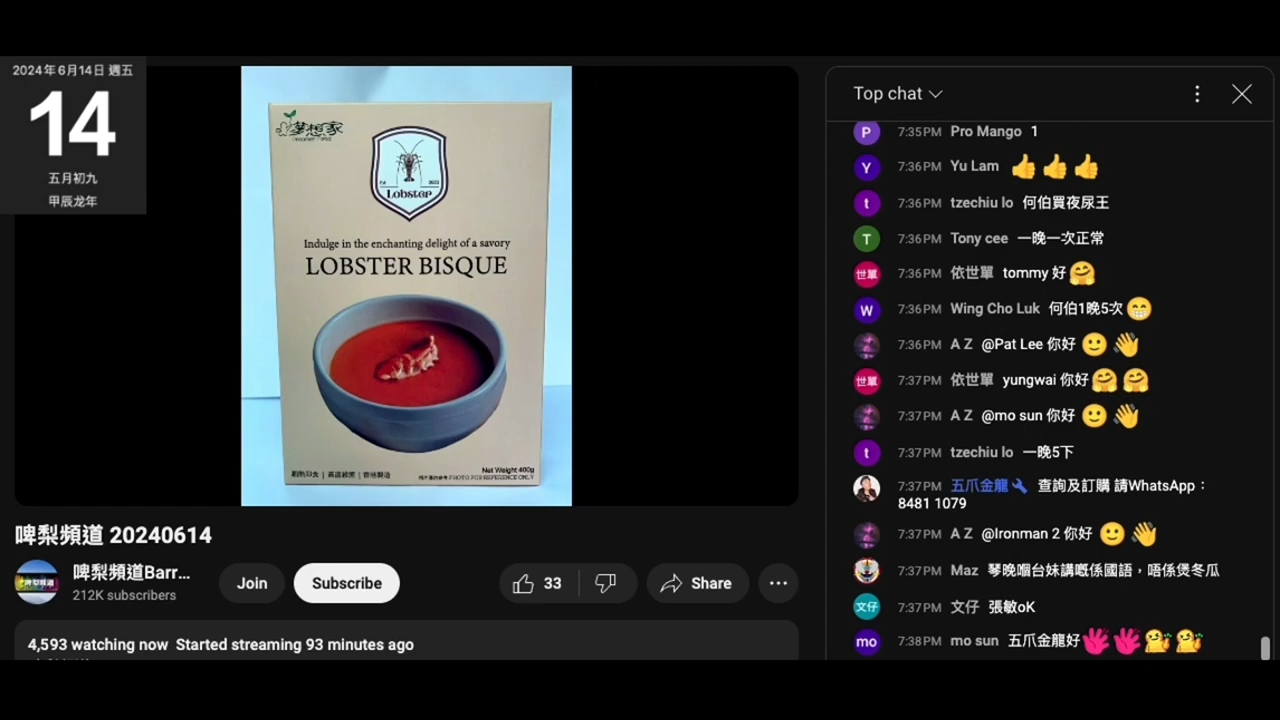 2024年6月14日 週五
14
五月初九
甲辰龙年
夢想家
Lobster
Indulge in the enchanting delight of a savory
LOBSTER BISQUE
Net Weight 400g
PHOTO FOR REFERENCE ONLY
啤梨頻道 20240614
啤梨頻道Barr...
212K subscribers
Join
Subscribe
33
Share
4,593 watching now Started streaming 93 minutes ago
Top chat
P 7:35PM Pro Mango 1
Y 7:36PM Yu Lam 👍👍👍
t 7:36PM tzechiu lo 何伯買夜尿王
T 7:36PM Tony cee 一晚一次正常
世單 7:36PM 依世單 tommy 好🤗
W 7:36PM Wing Cho Luk 何伯1晚5次😁
7:36PM A Z @Pat Lee 你好🙂👋
世單 7:37PM 依世單 yungwai 你好🤗🤗
7:37PM A Z @mo sun 你好🙂👋
t 7:37PM tzechiu lo 一晚5下
7:37PM 五爪金龍🔧 查詢及訂購 請WhatsApp：
8481 1079
7:37PM A Z @Ironman 2 你好🙂👋
7:37PM Maz 琴晚嗰台妹講嘅係國語，唔係煲冬瓜
文仔 7:37PM 文仔 張敏oK
mo 7:38PM mo sun 五爪金龍好